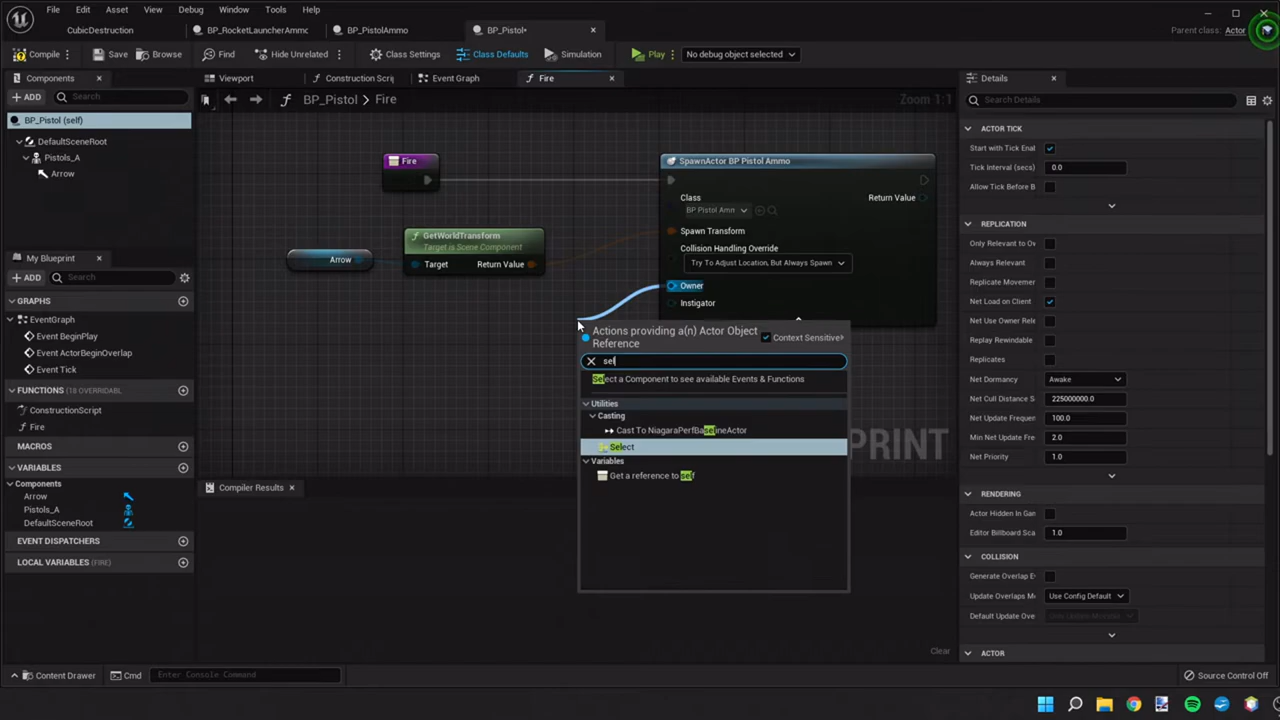 File Edit Asset View Debug Window Tools Help
CubicDestruction BP_RocketLauncherAmmc BP_PistolAmmo BP_Pistol• Parent class: Actor
Compile Save Browse Find Hide Unrelated Class Settings Class Defaults Simulation Play No debug object selected
Components Viewport Construction Scrip Event Graph Fire Details
ADD Search BP_Pistol > Fire Zoom 1:1 Search Details
BP_Pistol (self)
DefaultSceneRoot
Pistols_A
Arrow
My Blueprint
ADD Search
GRAPHS
EventGraph
Event BeginPlay
Event ActorBeginOverlap
Event Tick
FUNCTIONS (18 OVERRIDABL
ConstructionScript
Fire
MACROS
VARIABLES
Components
Arrow
Pistols_A
DefaultSceneRoot
EVENT DISPATCHERS
LOCAL VARIABLES (FIRE)
Fire
Arrow
GetWorldTransform
Target is Scene Component
Target Return Value
SpawnActor BP Pistol Ammo
Class Return Value
BP Pistol Amn
Spawn Transform
Collision Handling Override
Try To Adjust Location, But Always Spawn
Owner
Instigator
Actions providing a(n) Actor Object
Reference
Context Sensitive
sel
Select a Component to see available Events & Functions
Utilities
Casting
Cast To NiagaraPerfBaselineActor
Select
Variables
Get a reference to self
Compiler Results
Clear
ACTOR TICK
Start with Tick Enat
Tick Interval (secs) 0.0
Allow Tick Before B
REPLICATION
Only Relevant to Ov
Always Relevant
Replicate Movemer
Net Load on Client
Net Use Owner Rele
Replay Rewindable
Replicates
Net Dormancy Awake
Net Cull Distance S 225000000.0
Net Update Frequen 100.0
Min Net Update Fre 2.0
Net Priority 1.0
RENDERING
Actor Hidden In Gan
Editor Billboard Sca 1.0
COLLISION
Generate Overlap E
Update Overlaps M Use Config Default
Default Update Ove
ACTOR
Content Drawer Cmd Enter Console Command Source Control Off